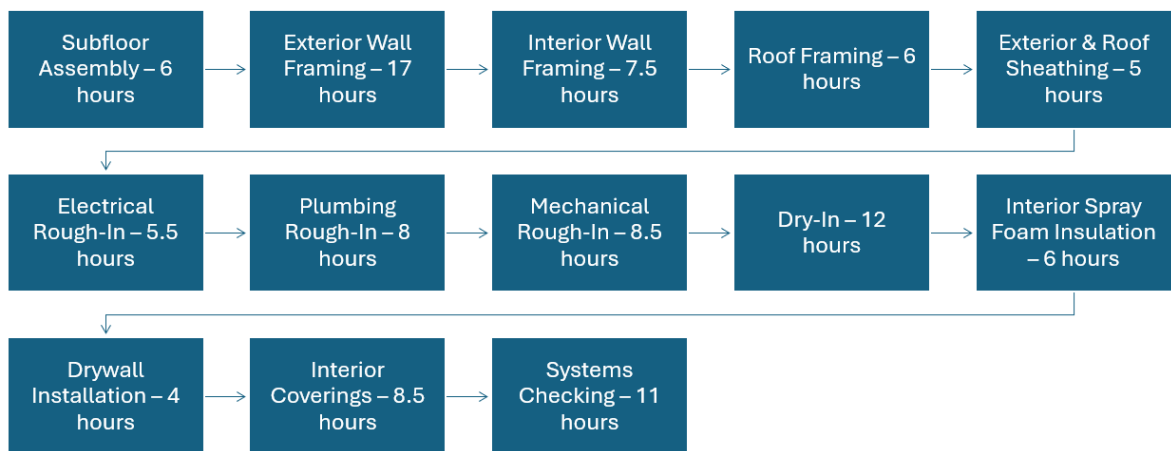 Subfloor
Assembly – 6
hours
Exterior Wall
Framing – 17
hours
Interior Wall
Framing – 7.5
hours
Roof Framing – 6
hours
Exterior & Roof
Sheathing – 5
hours
Electrical
Rough-In – 5.5
hours
Plumbing
Rough-In – 8
hours
Mechanical
Rough-In – 8.5
hours
Dry-In – 12
hours
Interior Spray
Foam Insulation
– 6 hours
Drywall
Installation – 4
hours
Interior
Coverings – 8.5
hours
Systems
Checking – 11
hours